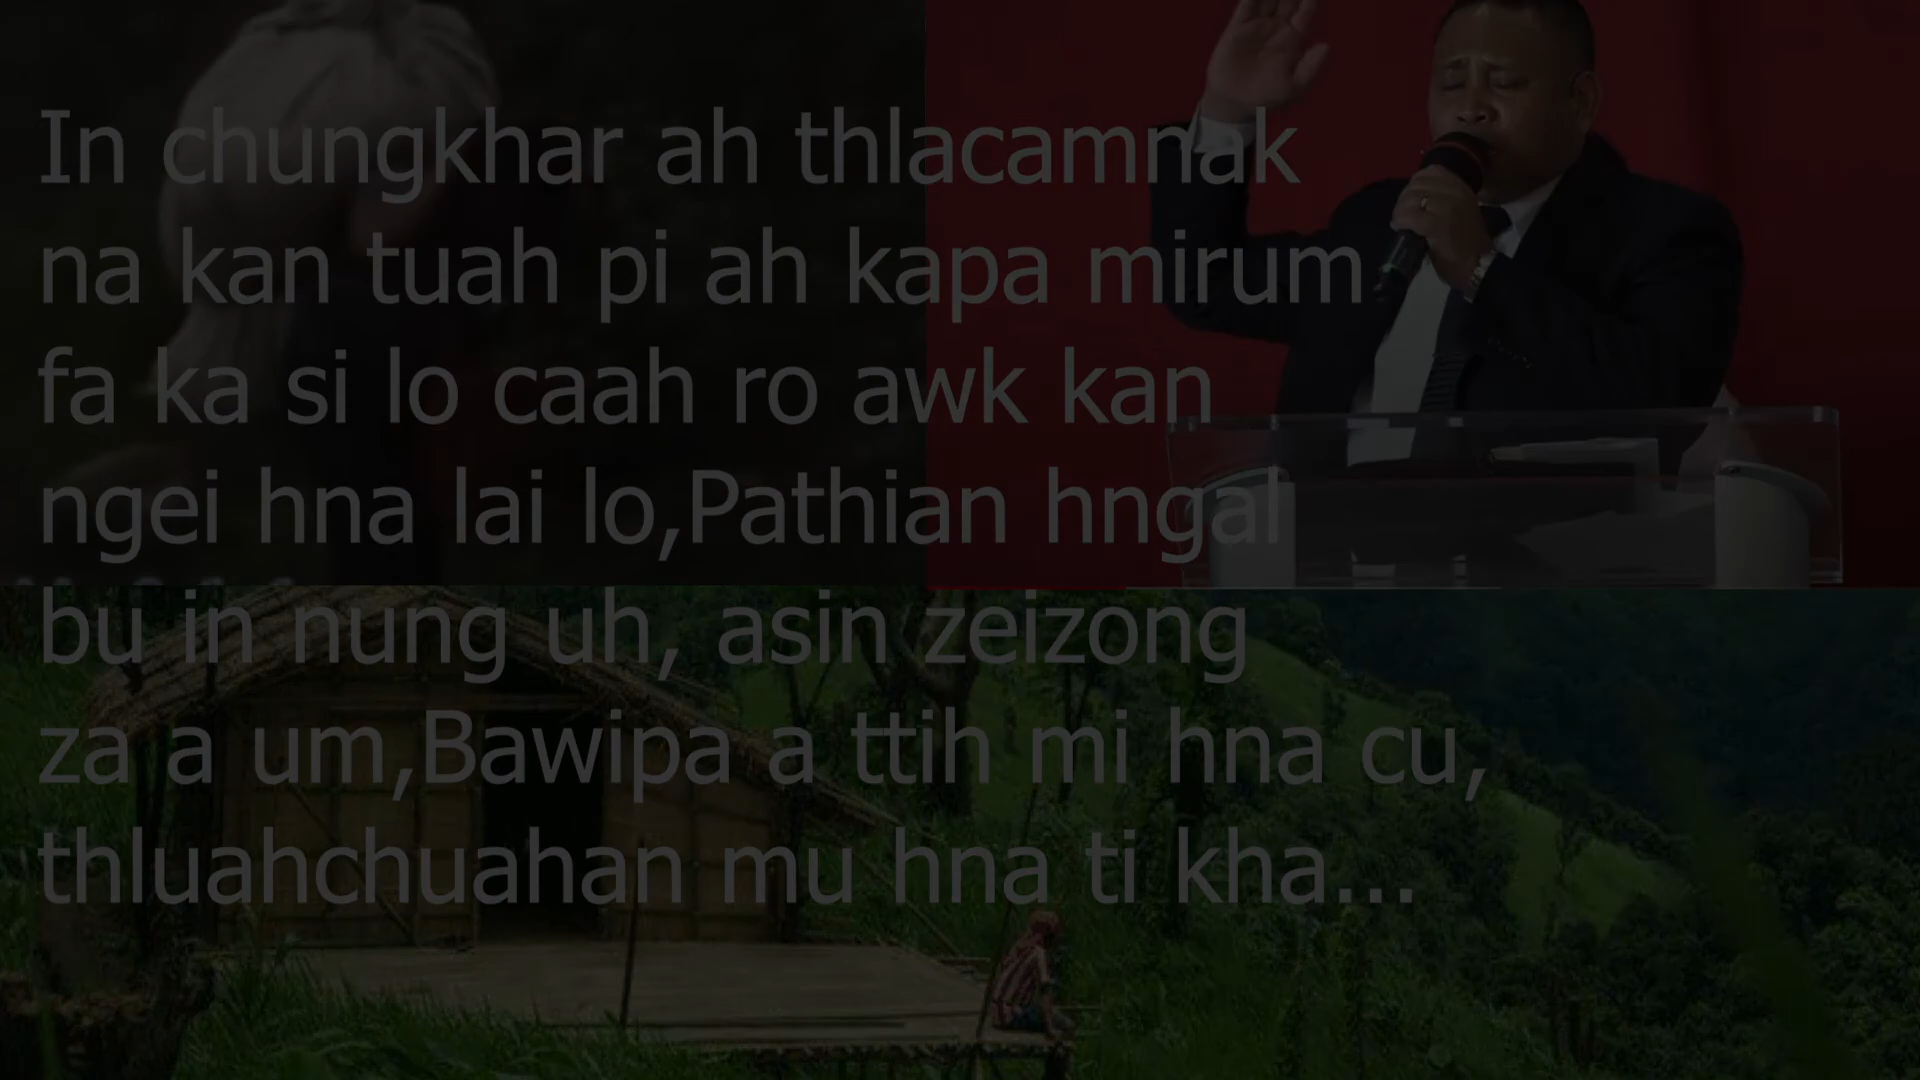 In chungkhar ah thlacamnak
na kan tuah pi ah kapa mirum
fa ka si lo caah ro awk kan
ngei hna lai lo,Pathian hngal
bu in nung uh, asin zeizong
za a um,Bawipa a ttih mi hna cu,
thluahchuahan mu hna ti kha...